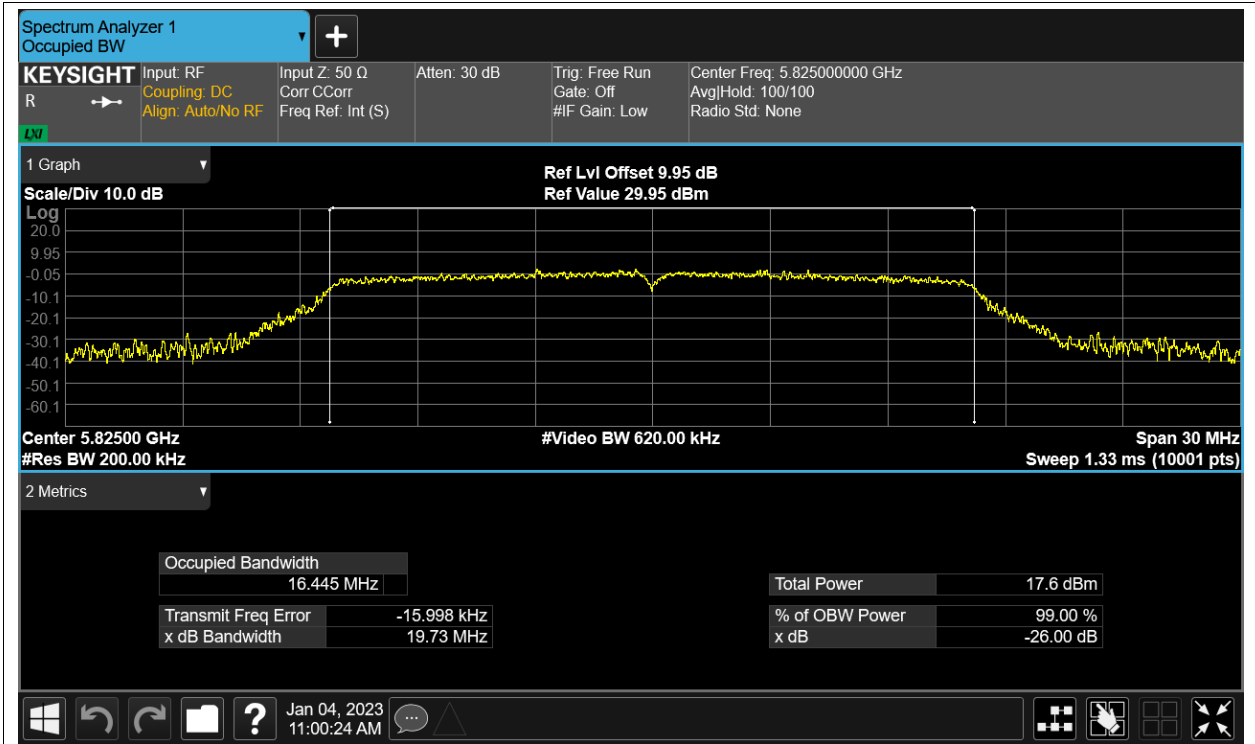 Spectrum Analyzer 1
Occupied BW
KEYSIGHT Input: RF Input Z: 50 Ω Atten: 30 dB Trig: Free Run Center Freq: 5.825000000 GHz
R Coupling: DC Corr CCorr Gate: Off Avg|Hold: 100/100
Align: Auto/No RF Freq Ref: Int (S) #IF Gain: Low Radio Std: None
LXI
1 Graph
Ref Lvl Offset 9.95 dB
Scale/Div 10.0 dB Ref Value 29.95 dBm
Log
20.0
9.95
-0.05
-10.1
-20.1
-30.1
-40.1
-50.1
-60.1
Center 5.82500 GHz #Video BW 620.00 kHz Span 30 MHz
#Res BW 200.00 kHz Sweep 1.33 ms (10001 pts)
2 Metrics
Occupied Bandwidth
16.445 MHz Total Power 17.6 dBm
Transmit Freq Error -15.998 kHz % of OBW Power 99.00 %
x dB Bandwidth 19.73 MHz x dB -26.00 dB
? Jan 04, 2023
11:00:24 AM